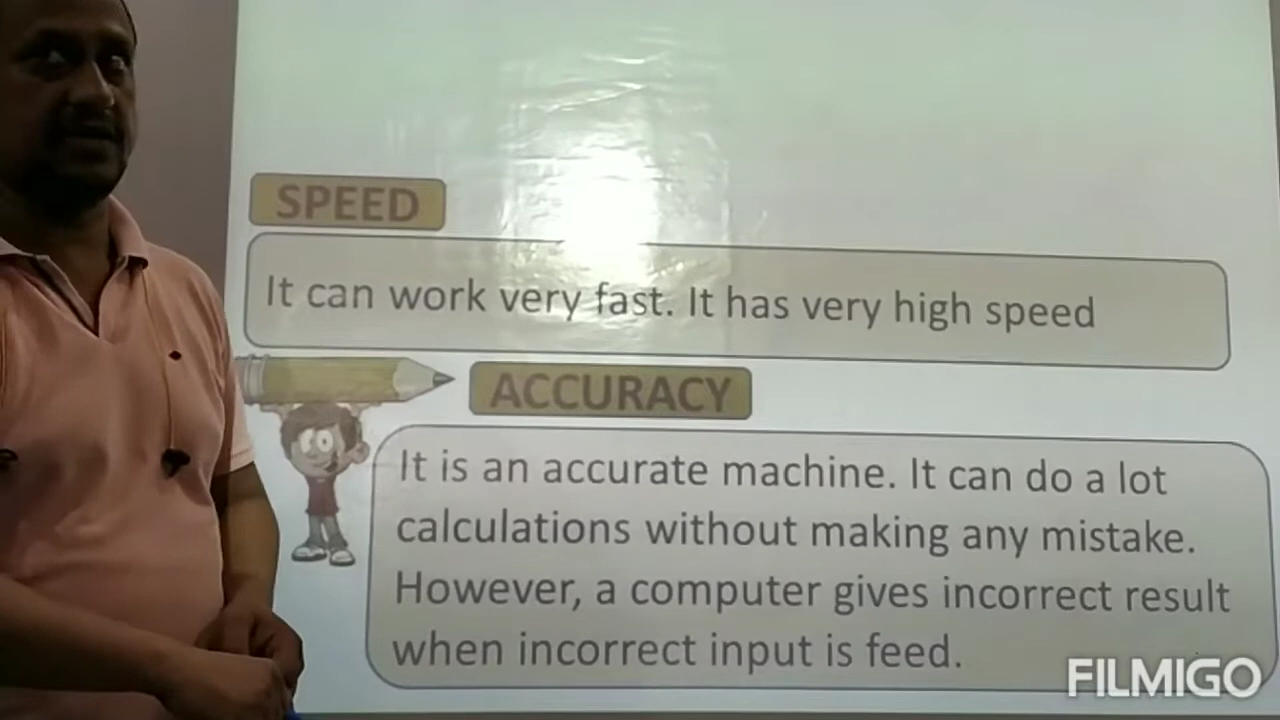 SPEED
It can work very fast. It has very high speed
ACCURACY
It is an accurate machine. It can do a lot
calculations without making any mistake.
However, a computer gives incorrect result
when incorrect input is feed.
FILMIGO